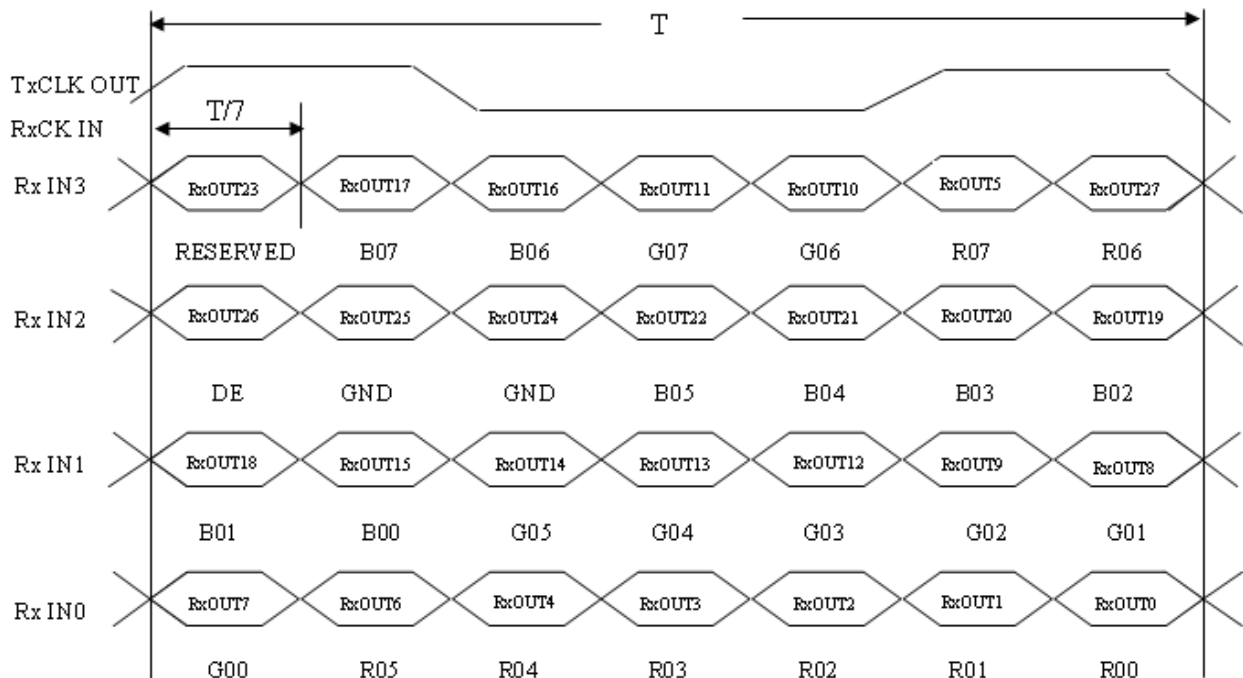 T
TxCLK OUT
T/7
RxCK IN
Rx IN3 RxOUT23 RxOUT17 RxOUT16 RxOUT11 RxOUT10 RxOUT5 RxOUT27
RESERVED B07 B06 G07 G06 R07 R06
Rx IN2 RxOUT26 RxOUT25 RxOUT24 RxOUT22 RxOUT21 RxOUT20 RxOUT19
DE GND GND B05 B04 B03 B02
Rx IN1 RxOUT18 RxOUT15 RxOUT14 RxOUT13 RxOUT12 RxOUT9 RxOUT8
B01 B00 G05 G04 G03 G02 G01
Rx IN0 RxOUT7 RxOUT6 RxOUT4 RxOUT3 RxOUT2 RxOUT1 RxOUT0
G00 R05 R04 R03 R02 R01 R00